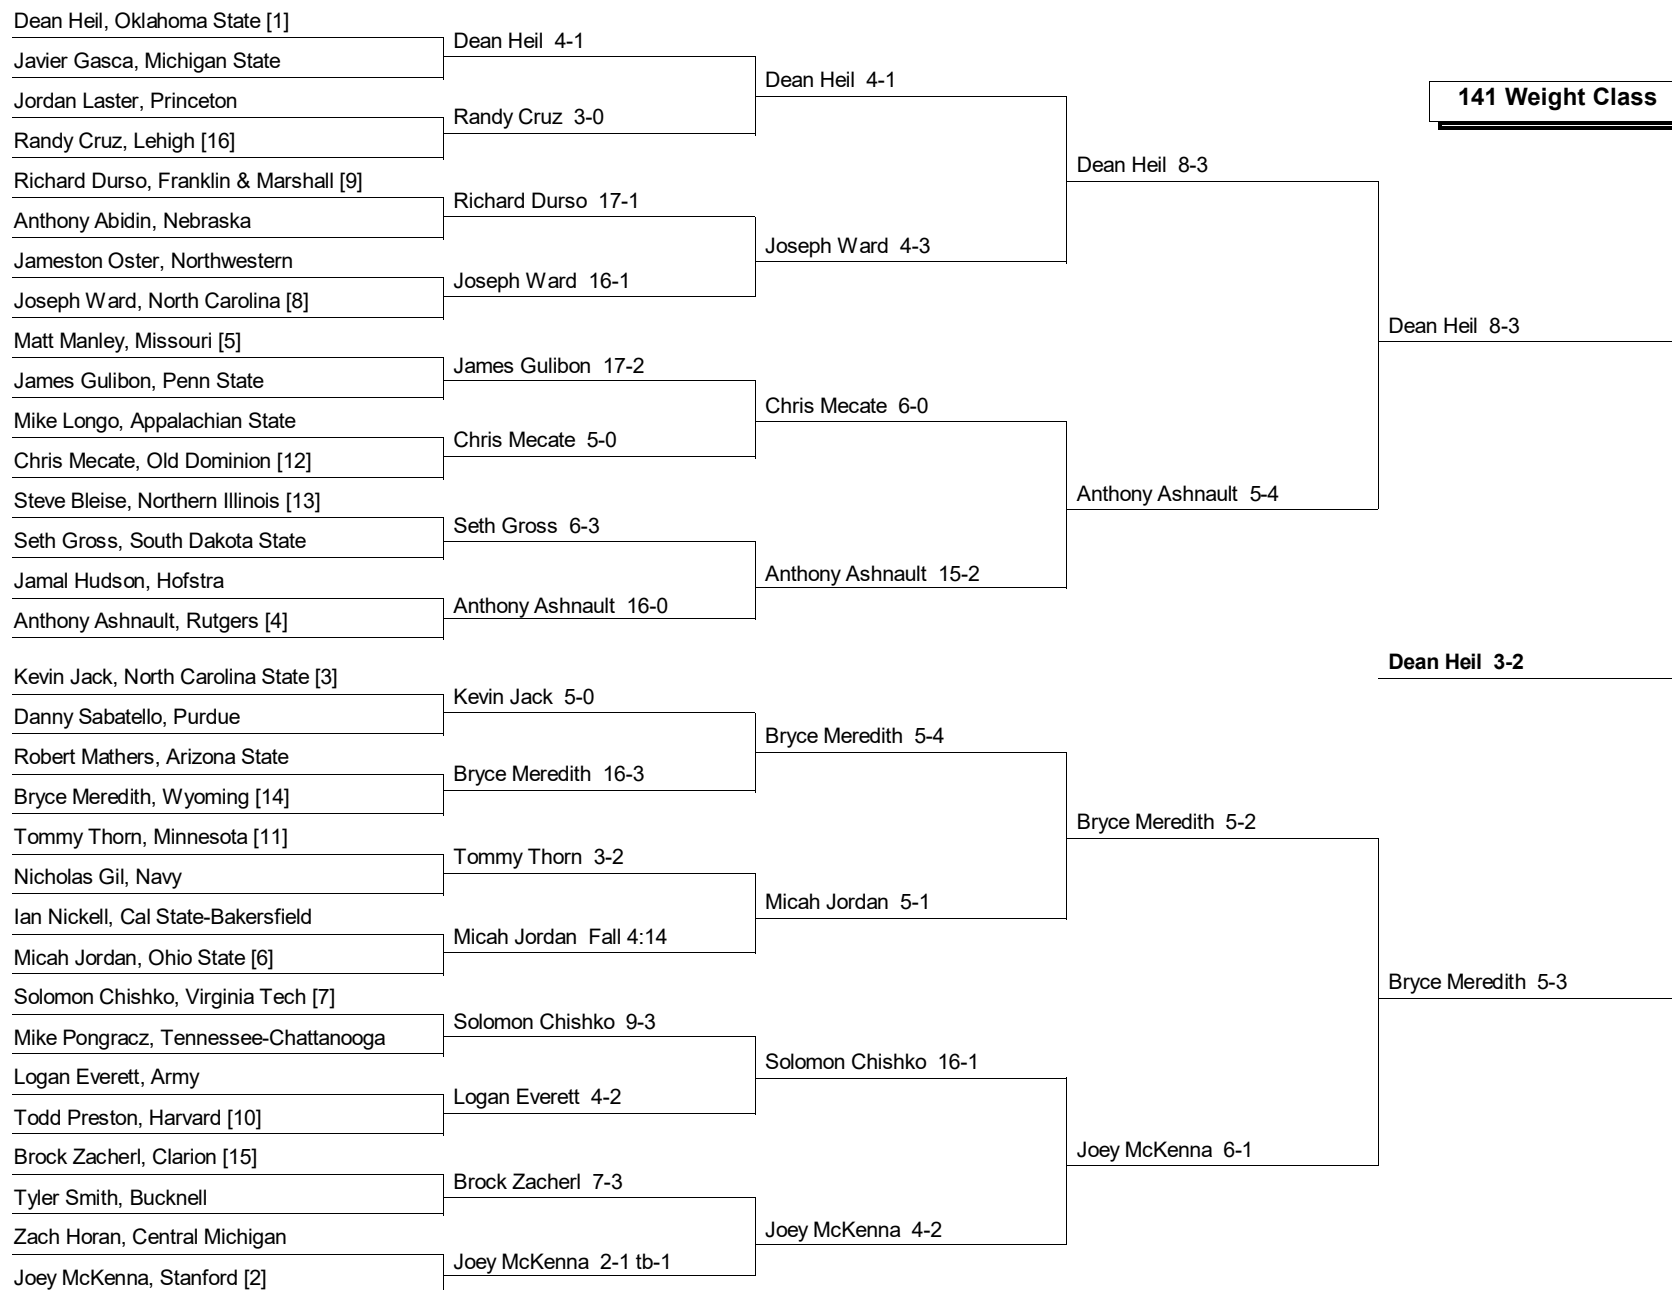 Dean Heil, Oklahoma State [1]
Javier Gasca, Michigan State
Jordan Laster, Princeton
Randy Cruz, Lehigh [16]
Richard Durso, Franklin & Marshall [9]
Anthony Abidin, Nebraska
Jameston Oster, Northwestern
Joseph Ward, North Carolina [8]
Matt Manley, Missouri [5]
James Gulibon, Penn State
Mike Longo, Appalachian State
Chris Mecate, Old Dominion [12]
Steve Bleise, Northern Illinois [13]
Seth Gross, South Dakota State
Jamal Hudson, Hofstra
Anthony Ashnault, Rutgers [4]
Kevin Jack, North Carolina State [3]
Danny Sabatello, Purdue
Robert Mathers, Arizona State
Bryce Meredith, Wyoming [14]
Tommy Thorn, Minnesota [11]
Nicholas Gil, Navy
Ian Nickell, Cal State-Bakersfield
Micah Jordan, Ohio State [6]
Solomon Chishko, Virginia Tech [7]
Mike Pongracz, Tennessee-Chattanooga
Logan Everett, Army
Todd Preston, Harvard [10]
Brock Zacherl, Clarion [15]
Tyler Smith, Bucknell
Zach Horan, Central Michigan
Joey McKenna, Stanford [2]
Dean Heil 4-1
Randy Cruz 3-0
Richard Durso 17-1
Joseph Ward 16-1
James Gulibon 17-2
Chris Mecate 5-0
Seth Gross 6-3
Anthony Ashnault 16-0
Kevin Jack 5-0
Bryce Meredith 16-3
Tommy Thorn 3-2
Micah Jordan Fall 4:14
Solomon Chishko 9-3
Logan Everett 4-2
Brock Zacherl 7-3
Joey McKenna 2-1 tb-1
Dean Heil 4-1
Joseph Ward 4-3
Chris Mecate 6-0
Anthony Ashnault 15-2
Bryce Meredith 5-4
Micah Jordan 5-1
Solomon Chishko 16-1
Joey McKenna 4-2
Dean Heil 8-3
Anthony Ashnault 5-4
Bryce Meredith 5-2
Joey McKenna 6-1
141 Weight Class
Dean Heil 8-3
Dean Heil 3-2
Bryce Meredith 5-3